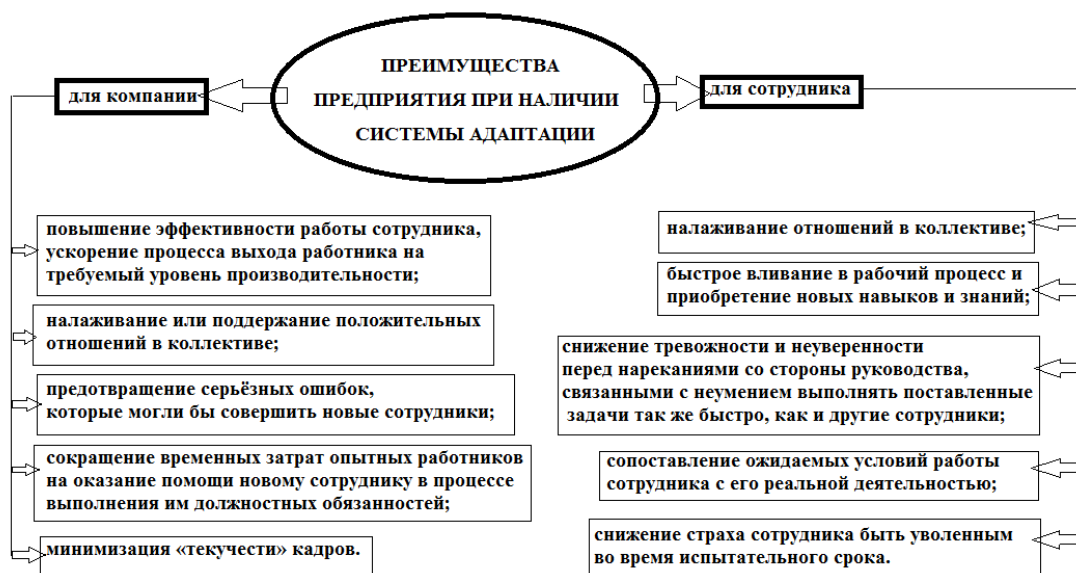 ПРЕИМУЩЕСТВА
ПРЕДПРИЯТИЯ ПРИ НАЛИЧИИ
СИСТЕМЫ АДАПТАЦИИ
для компании
повышение эффективности работы сотрудника,
ускорение процесса выхода работника на
требуемый уровень производительности;
налаживание или поддержание положительных
отношений в коллективе;
предотвращение серьёзных ошибок,
которые могли бы совершить новые сотрудники;
сокращение временных затрат опытных работников
на оказание помощи новому сотруднику в процессе
выполнения им должностных обязанностей;
минимизация «текучести» кадров.
для сотрудника
налаживание отношений в коллективе;
быстрое вливание в рабочий процесс и
приобретение новых навыков и знаний;
снижение тревожности и неуверенности
перед нареканиями со стороны руководства,
связанными с неумением выполнять поставленные
задачи так же быстро, как и другие сотрудники;
сопоставление ожидаемых условий работы
сотрудника с его реальной деятельностью;
снижение страха сотрудника быть уволенным
во время испытательного срока.